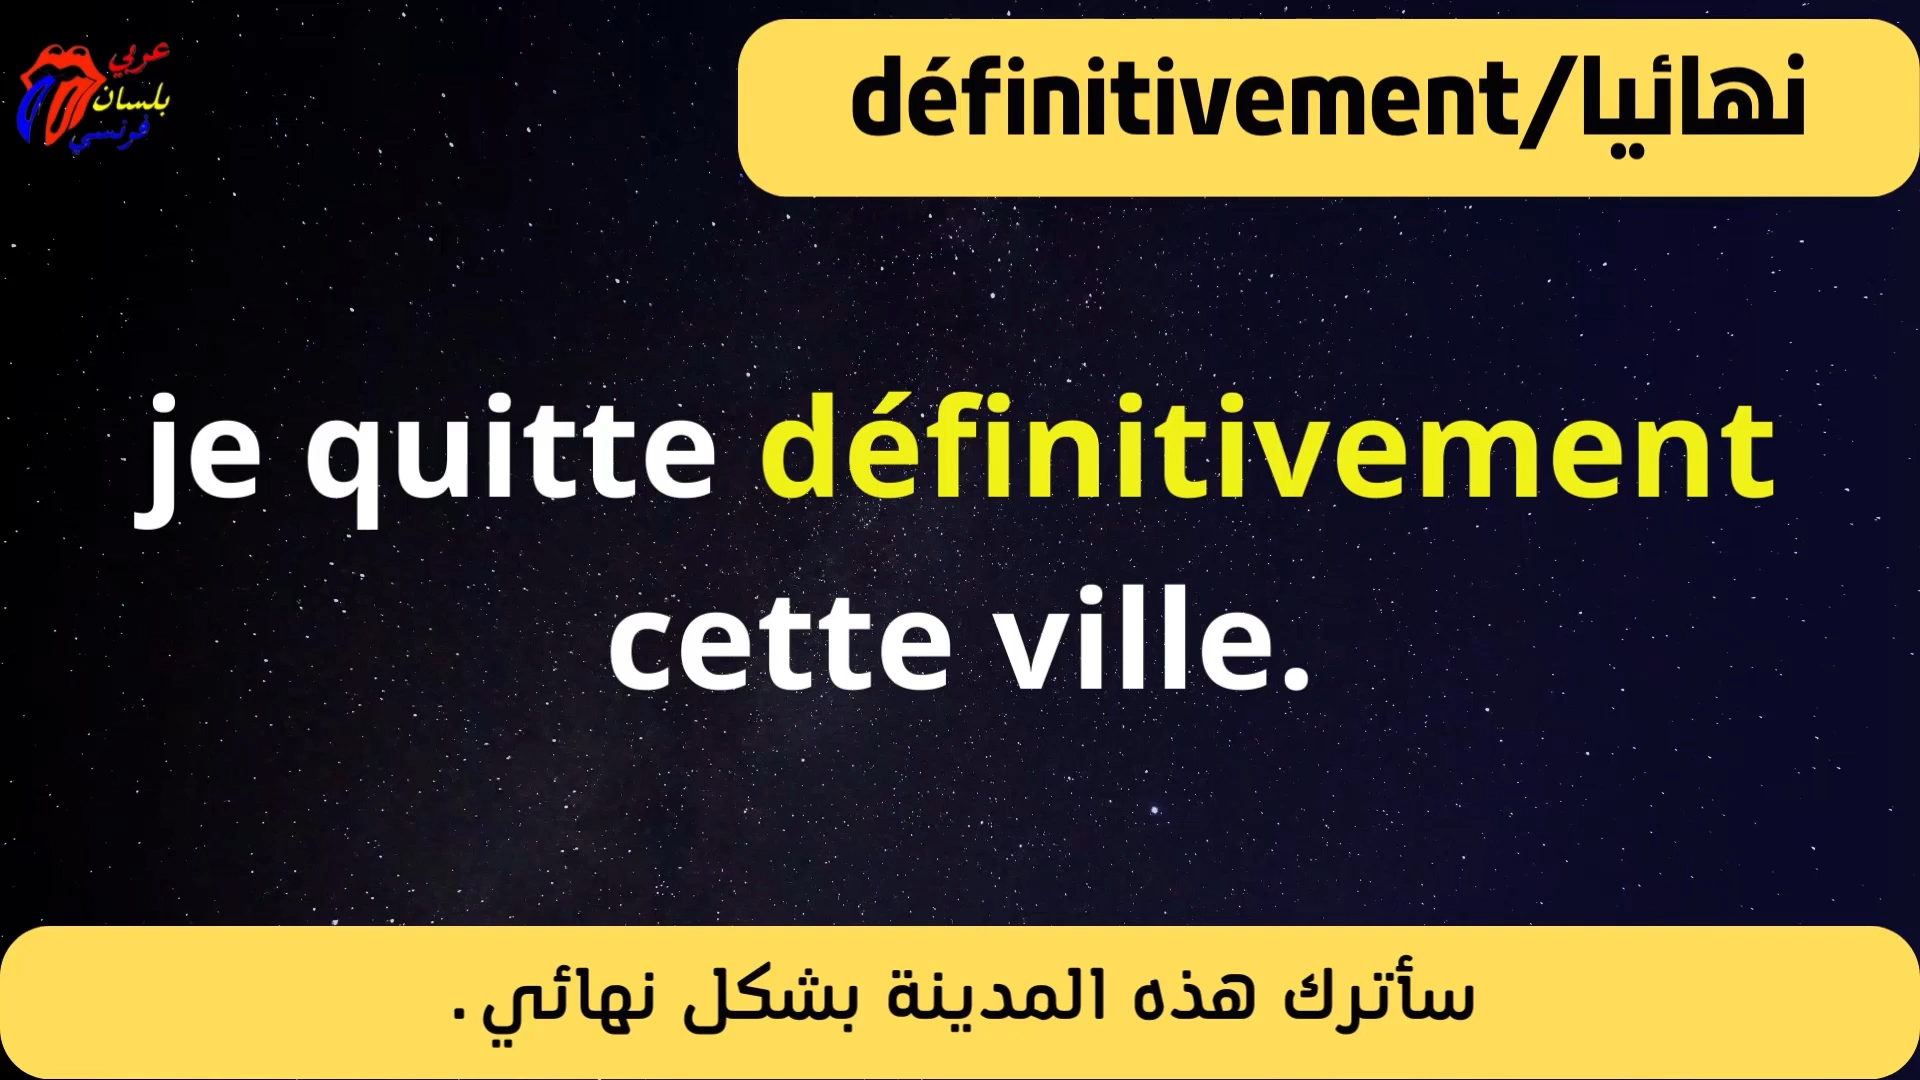 عربي
بلسان
فرنسي
définitivement/نهائيا
je quitte définitivement
cette ville.
سأترك هذه المدينة بشكل نهائي.